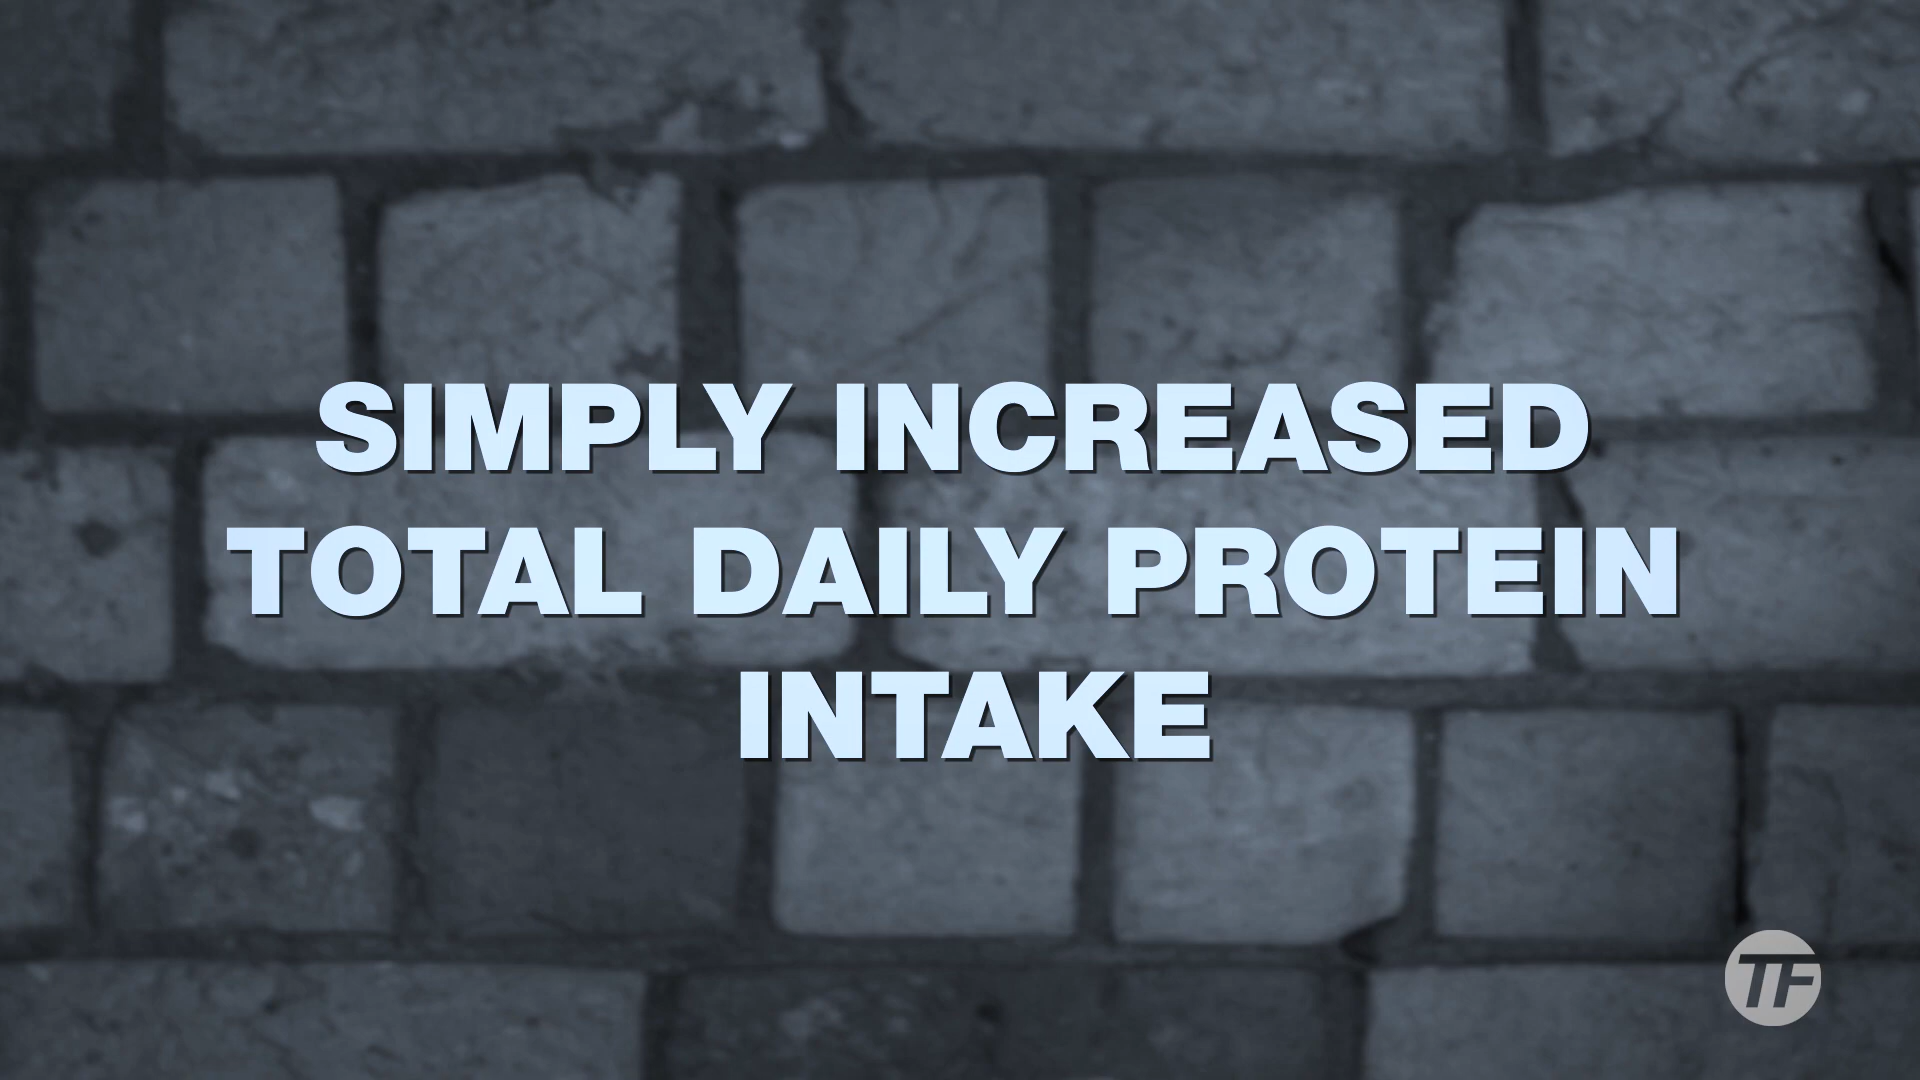 SIMPLY INCREASED
TOTAL DAILY PROTEIN
INTAKE
TF